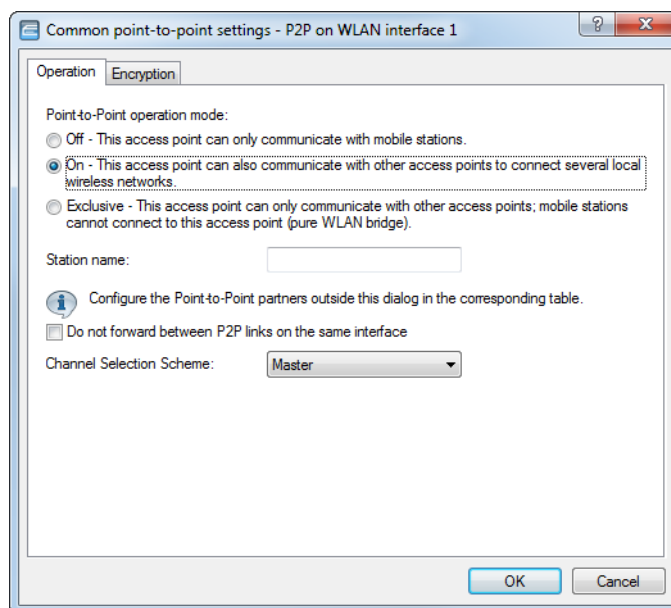 Common point-to-point settings - P2P on WLAN interface 1
Operation
Encryption
Point-to-Point operation mode:
Off - This access point can only communicate with mobile stations.
On - This access point can also communicate with other access points to connect several local
wireless networks.
Exclusive - This access point can only communicate with other access points; mobile stations
cannot connect to this access point (pure WLAN bridge).
Station name:
Configure the Point-to-Point partners outside this dialog in the corresponding table.
Do not forward between P2P links on the same interface
Channel Selection Scheme:
Master
OK
Cancel